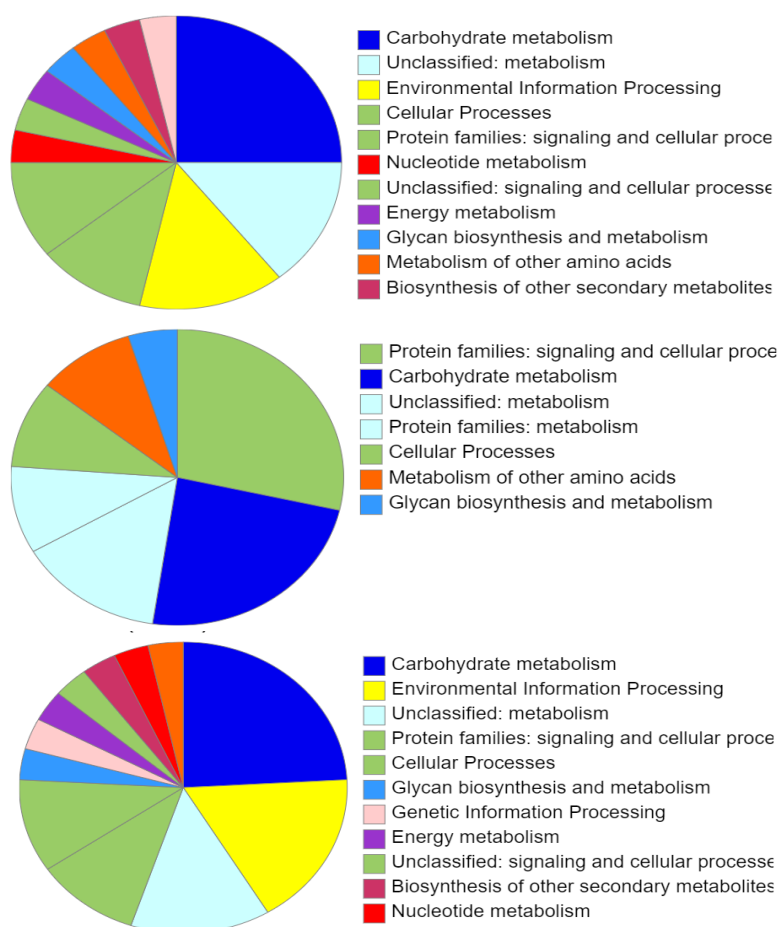 Carbohydrate metabolism
Unclassified: metabolism
Environmental Information Processing
Cellular Processes
Protein families: signaling and cellular proce
Nucleotide metabolism
Unclassified: signaling and cellular processe
Energy metabolism
Glycan biosynthesis and metabolism
Metabolism of other amino acids
Biosynthesis of other secondary metabolites
Protein families: signaling and cellular proce
Carbohydrate metabolism
Unclassified: metabolism
Protein families: metabolism
Cellular Processes
Metabolism of other amino acids
Glycan biosynthesis and metabolism
Carbohydrate metabolism
Environmental Information Processing
Unclassified: metabolism
Protein families: signaling and cellular proce
Cellular Processes
Glycan biosynthesis and metabolism
Genetic Information Processing
Energy metabolism
Unclassified: signaling and cellular processe
Biosynthesis of other secondary metabolites
Nucleotide metabolism